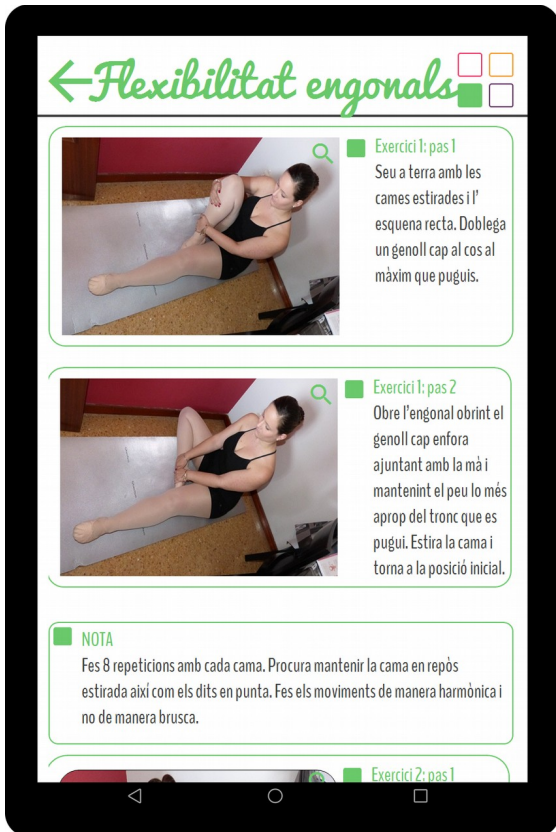 Flexibilitat engonals
Exercici 1: pas 1
Seu a terra amb les
cames estirades i l'
esquena recta. Doblega
un genoll cap al cos al
màxim que puguis.
Exercici 1: pas 2
Obre l'engonal obrint el
genoll cap enfora
ajuntant amb la mà i
mantenint el peu lo més
aprop del tronc que es
pugui. Estira la cama i
torna a la posició inicial.
NOTA
Fes 8 repeticions amb cada cama. Procura mantenir la cama en repòs
estirada així com els dits en punta. Fes els moviments de manera harmònica i
no de manera brusca.
Exercici 2: pas 1